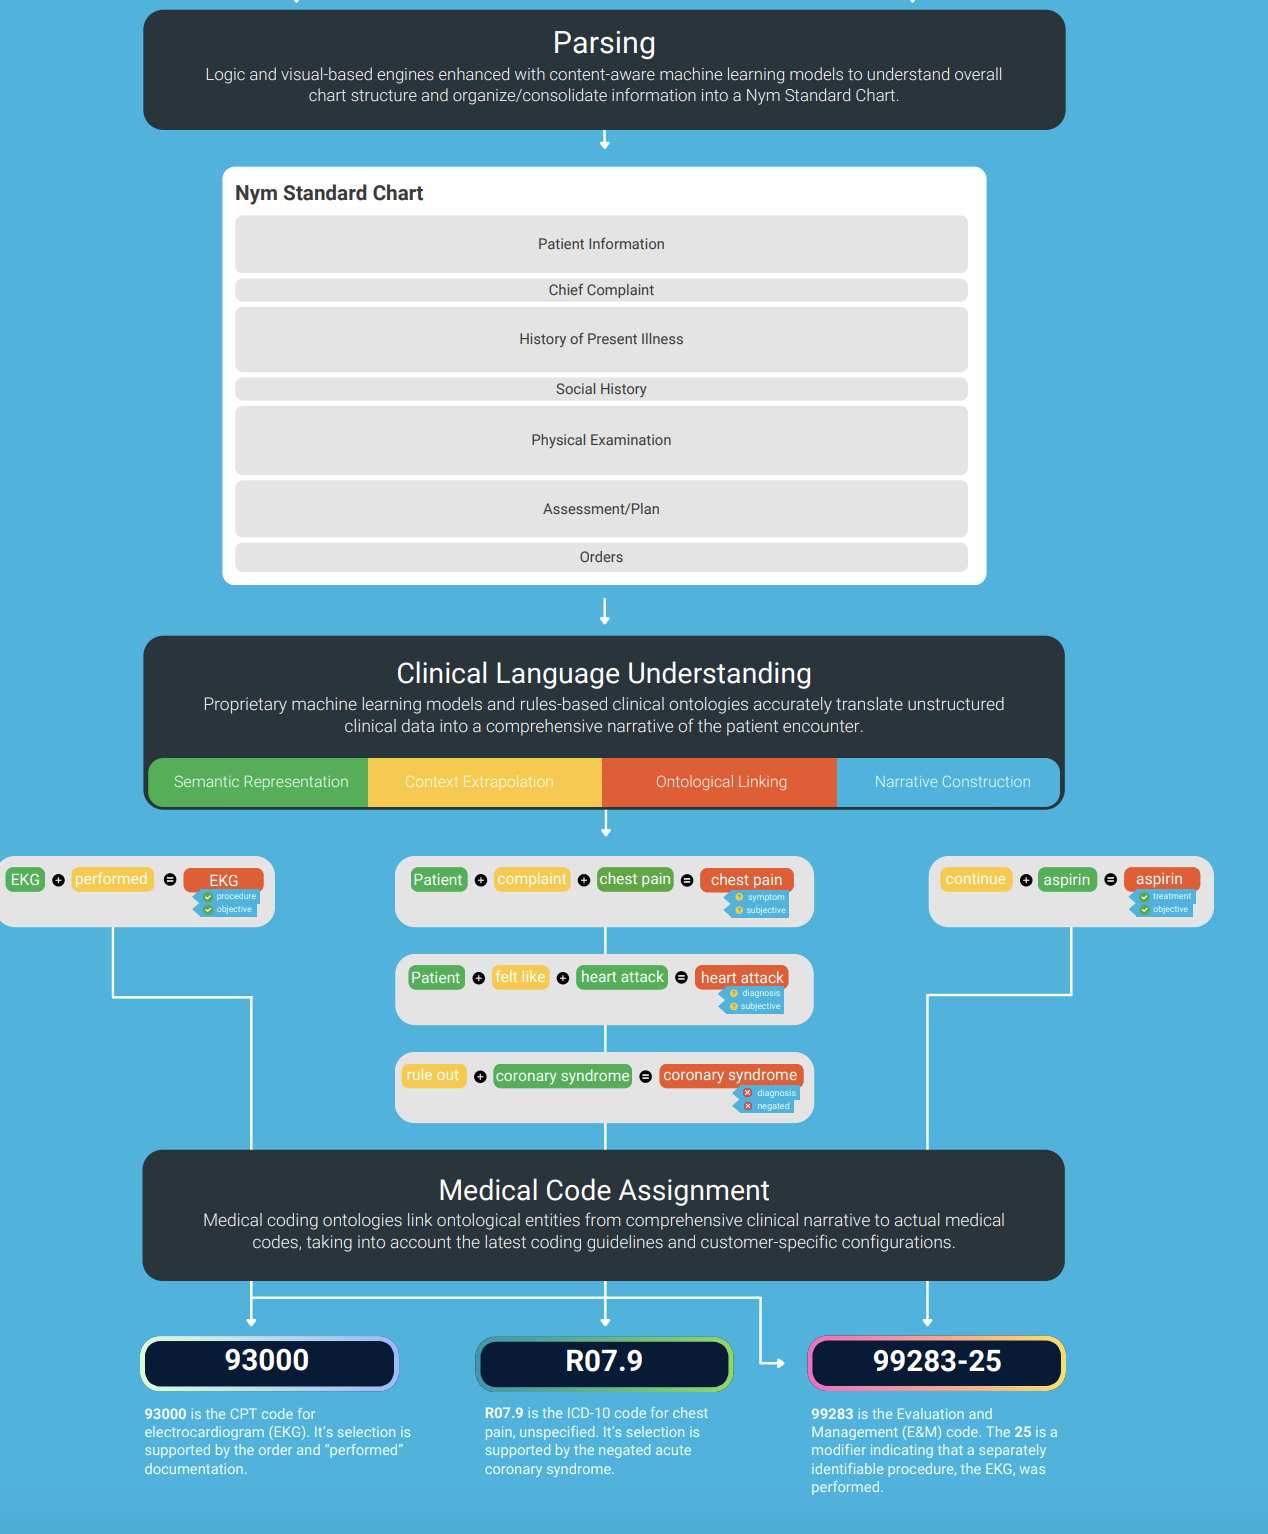 Parsing
Logic and visual-based engines enhanced with content-aware machine learning models to understand overall
chart structure and organize/consolidate information into a Nym Standard Chart.
Nym Standard Chart
Patient Information
Chief Complaint
History of Present Illness
Social History
Physical Examination
Assessment/Plan
Orders
Clinical Language Understanding
Proprietary machine learning models and rules-based clinical ontologies accurately translate unstructured
clinical data into a comprehensive narrative of the patient encounter.
Semantic Representation Context Extrapolation Ontological Linking Narrative Construction
EKG + performed = EKG
procedure
objective
Patient + complaint + chest pain = chest pain
? symptom
? subjective
continue + aspirin = aspirin
treatment
objective
Patient + felt like + heart attack = heart attack
? diagnosis
? subjective
rule out + coronary syndrome = coronary syndrome
diagnosis
negated
Medical Code Assignment
Medical coding ontologies link ontological entities from comprehensive clinical narrative to actual medical
codes, taking into account the latest coding guidelines and customer-specific configurations.
93000
93000 is the CPT code for
electrocardiogram (EKG). It's selection is
supported by the order and "performed"
documentation.
R07.9
R07.9 is the ICD-10 code for chest
pain, unspecified. It's selection is
supported by the negated acute
coronary syndrome.
99283-25
99283 is the Evaluation and
Management (E&M) code. The 25 is a
modifier indicating that a separately
identifiable procedure, the EKG, was
performed.